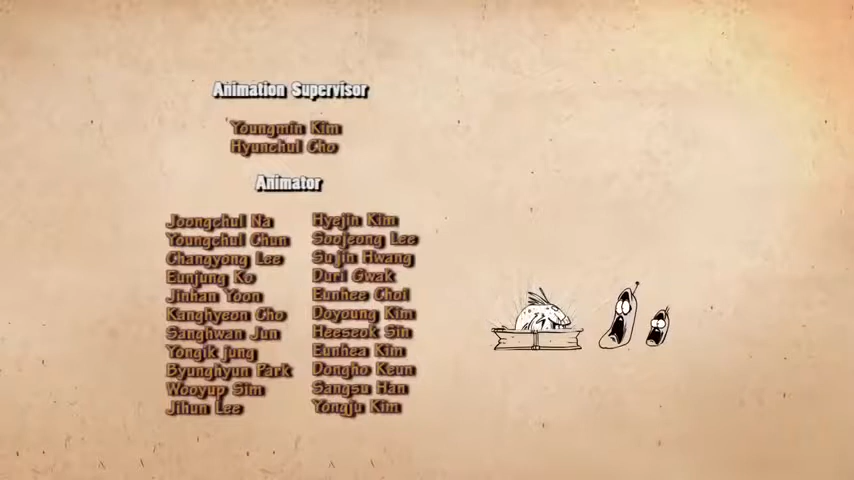 Animation Supervisor
Youngmin Kim
Hyunchul Cho
Animator
Joongchul Na
Youngchul Chun
Changyong Lee
Eunjung Ko
Jinhan Yoon
Kanghyeon Cho
Sanghwan Jun
Yongik Jung
Byunghyun Park
Wooyup Sim
Jihun Lee
Hyejin Kim
Soojeong Lee
Sujin Hwang
Duri Gwak
Eunhee Choi
Doyoung Kim
Heeseok Sin
Eunhea Kim
Dongho Keun
Sangsu Han
Yongju Kim